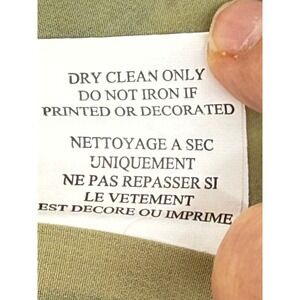 DRY CLEAN ONLY
DO NOT IRON IF
PRINTED OR DECORATED
NETTOYAGE A SEC
UNIQUEMENT
NE PAS REPASSER SI
LE VETEMENT
EST DECORE OU IMPRIME